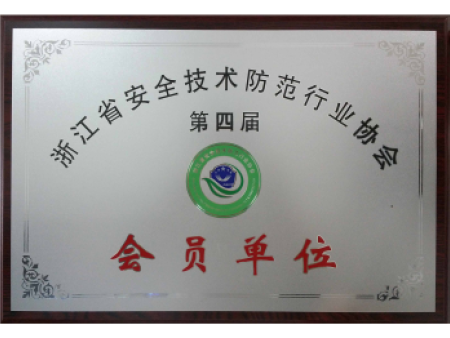 浙江省安全技术防范行业协会
第四届
会员单位